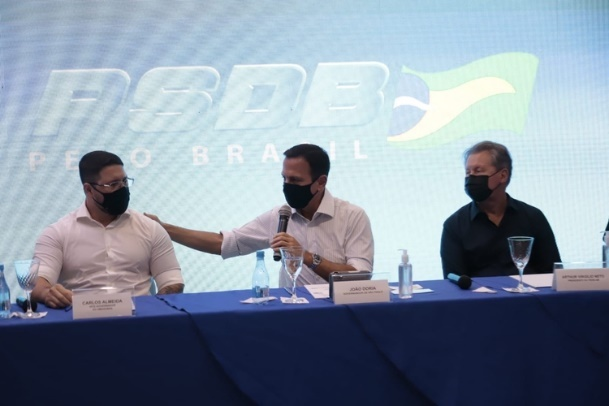 PSDB
PELO BRASIL
CARLOS ALMEIDA
JOÃO DORIA
ARTHUR VIRGÍLIO NETO